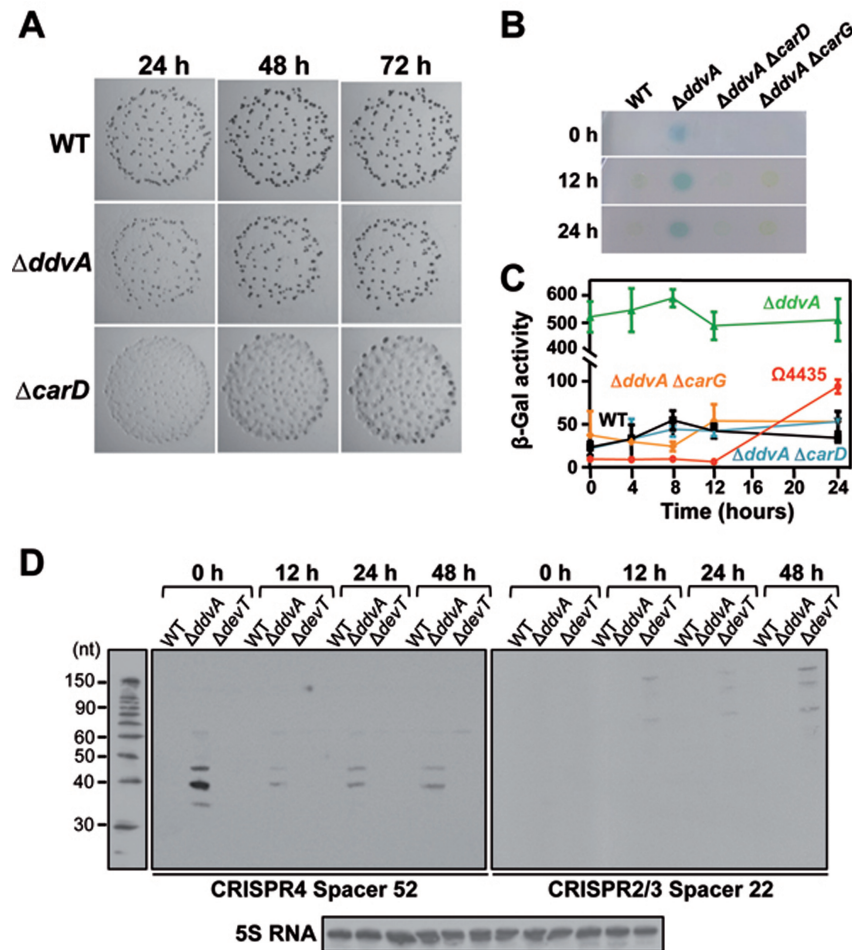 A
24 h 48 h 72 h
WT
ΔddvA
ΔcarD
B
WT ΔddvA ΔddvA ΔcarD ΔddvA ΔcarG
0 h
12 h
24 h
C
β-Gal activity
600
500
400
100
50
0
ΔddvA
ΔddvA ΔcarG
Ω4435
WT
ΔddvA ΔcarD
0 4 8 12 16 20 24
Time (hours)
D
0 h 12 h 24 h 48 h 0 h 12 h 24 h 48 h
WT ΔddvA ΔdevT WT ΔddvA ΔdevT WT ΔddvA ΔdevT WT ΔddvA ΔdevT WT ΔddvA ΔdevT WT ΔddvA ΔdevT WT ΔddvA ΔdevT WT ΔddvA ΔdevT
(nt)
150
90
60
50
40
30
CRISPR4 Spacer 52 CRISPR2/3 Spacer 22
5S RNA